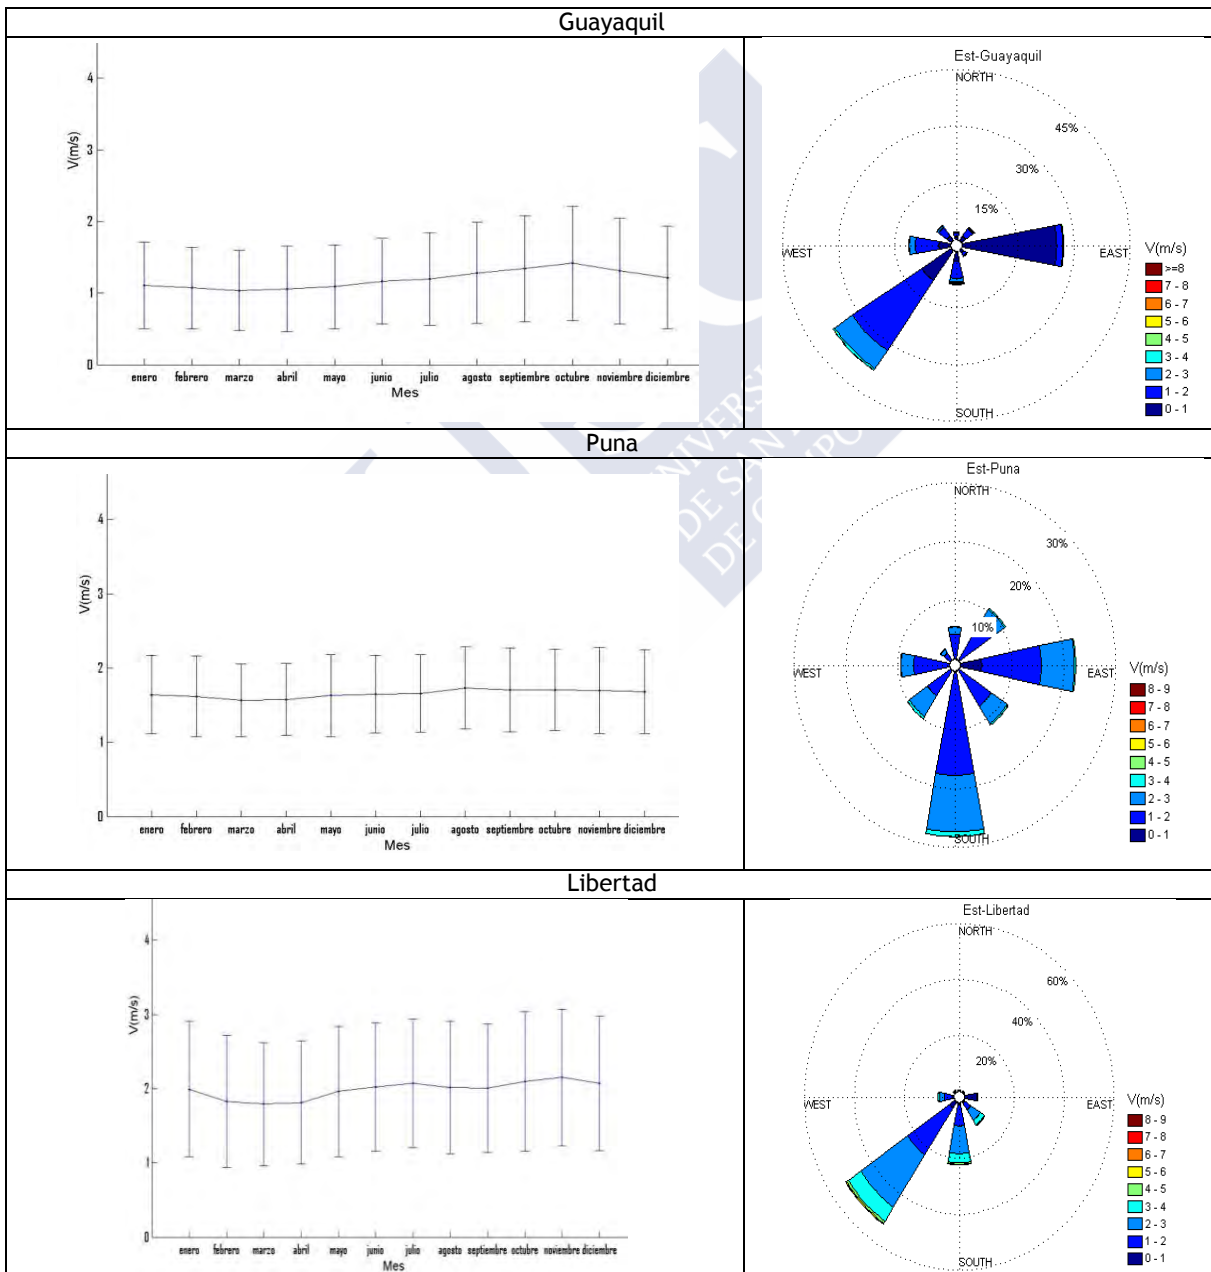 Guayaquil
V(m/s)
4
3
2
1
0
enero febrero marzo abril mayo junio julio agosto septiembre octubre noviembre diciembre
Mes
Est-Guayaquil
NORTH
45%
30%
15%
WEST
EAST
SOUTH
V(m/s)
>=8
7 - 8
6 - 7
5 - 6
4 - 5
3 - 4
2 - 3
1 - 2
0 - 1
UNIVERS
DE SAN
DE
Puna
V(m/s)
4
3
2
1
0
enero febrero marzo abril mayo junio julio agosto septiembre octubre noviembre diciembre
Mes
Est-Puna
NORTH
30%
20%
10%
WEST
EAST
SOUTH
V(m/s)
8 - 9
7 - 8
6 - 7
5 - 6
4 - 5
3 - 4
2 - 3
1 - 2
0 - 1
Libertad
V(m/s)
4
3
2
1
0
enero febrero marzo abril mayo junio julio agosto septiembre octubre noviembre diciembre
Mes
Est-Libertad
NORTH
60%
40%
20%
WEST
EAST
SOUTH
V(m/s)
8 - 9
7 - 8
6 - 7
5 - 6
4 - 5
3 - 4
2 - 3
1 - 2
0 - 1